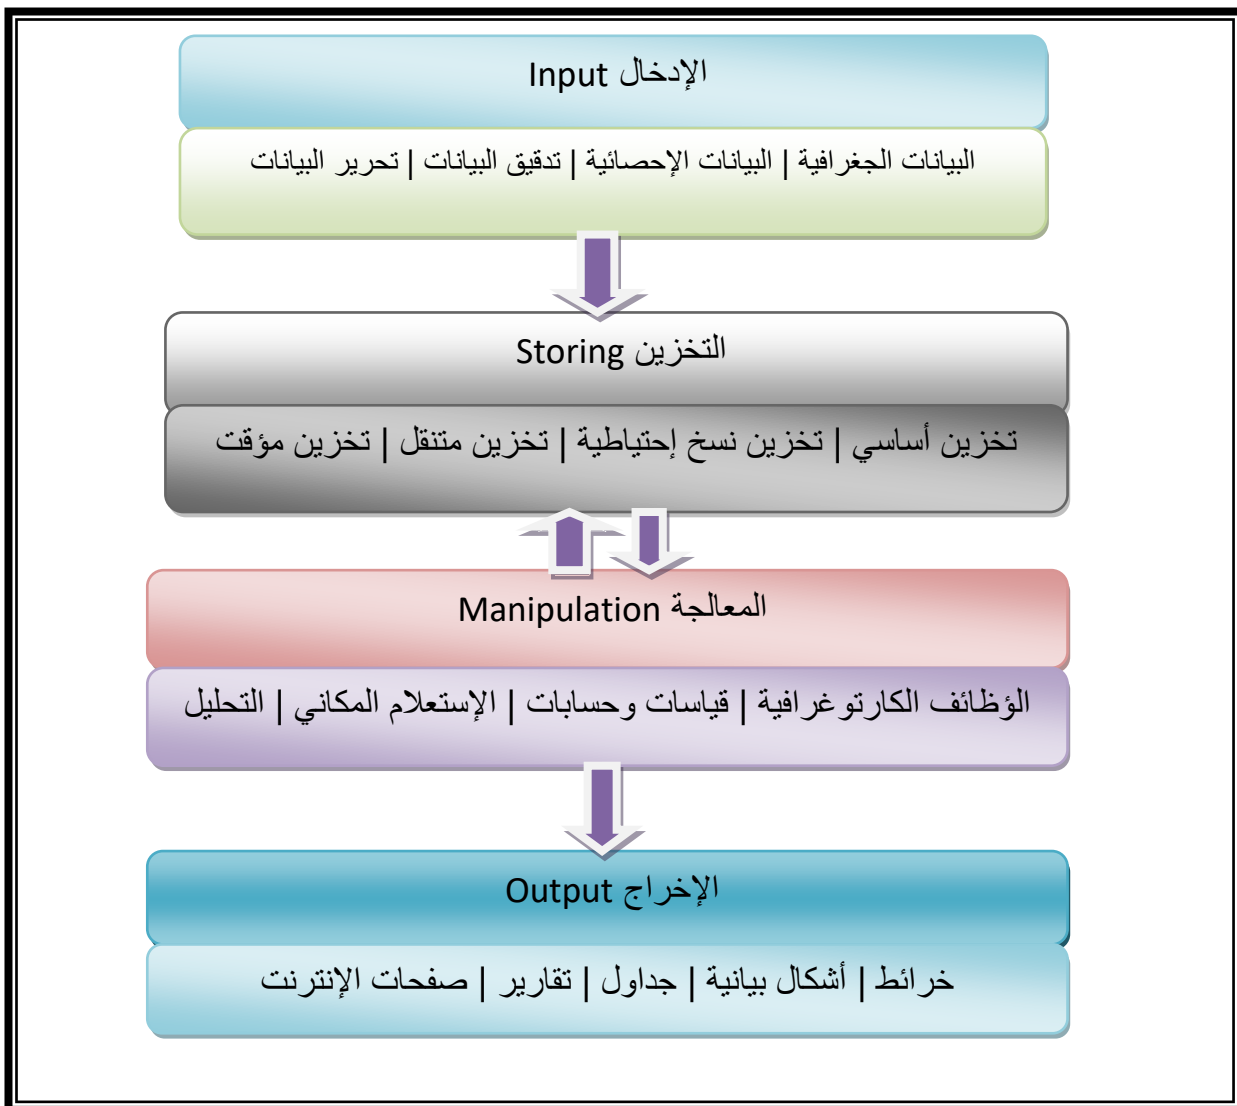 الإدخال Input
البيانات الجغرافية | البيانات الإحصائية | تدقيق البيانات | تحرير البيانات
التخزين Storing
تخزين أساسي | تخزين نسخ إحتياطية | تخزين متنقل | تخزين مؤقت
المعالجة Manipulation
الؤظائف الكارتوغرافية | قياسات وحسابات | الإستعلام المكاني | التحليل
الإخراج Output
خرائط | أشكال بيانية | جداول | تقارير | صفحات الإنترنت